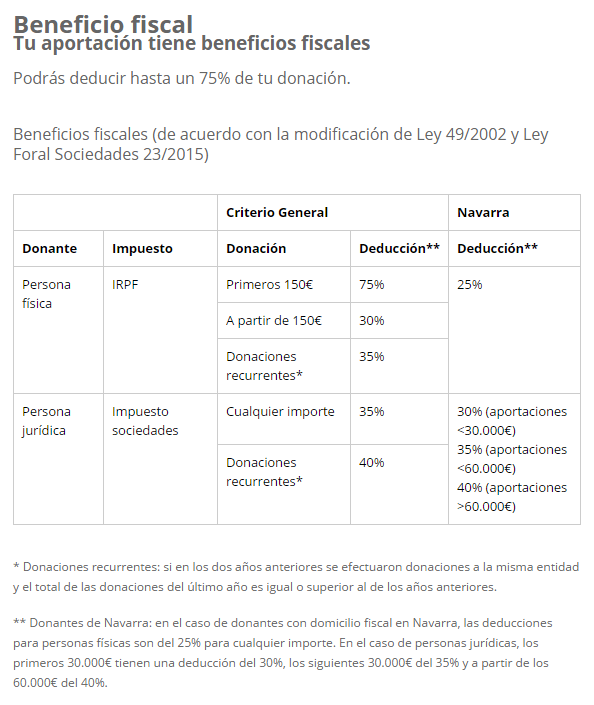 Beneficio fiscal
Tu aportación tiene beneficios fiscales
Podrás deducir hasta un 75% de tu donación.
Beneficios fiscales (de acuerdo con la modificación de Ley 49/2002 y Ley
Foral Sociedades 23/2015)
Criterio General
Navarra
Donante
Impuesto
Donación
Deducción**
Deducción**
Persona
física
IRPF
Primeros 150€
75%
25%
A partir de 150€
30%
Donaciones
recurrentes*
35%
Persona
jurídica
Impuesto
sociedades
Cualquier importe
35%
30% (aportaciones
<30.000€)
35% (aportaciones
<60.000€)
40% (aportaciones
>60.000€)
Donaciones
recurrentes*
40%
* Donaciones recurrentes: si en los dos años anteriores se efectuaron donaciones a la misma entidad
y el total de las donaciones del último año es igual o superior al de los años anteriores.
** Donantes de Navarra: en el caso de donantes con domicilio fiscal en Navarra, las deducciones
para personas físicas son del 25% para cualquier importe. En el caso de personas jurídicas, los
primeros 30.000€ tienen una deducción del 30%, los siguientes 30.000€ del 35% y a partir de los
60.000€ del 40%.